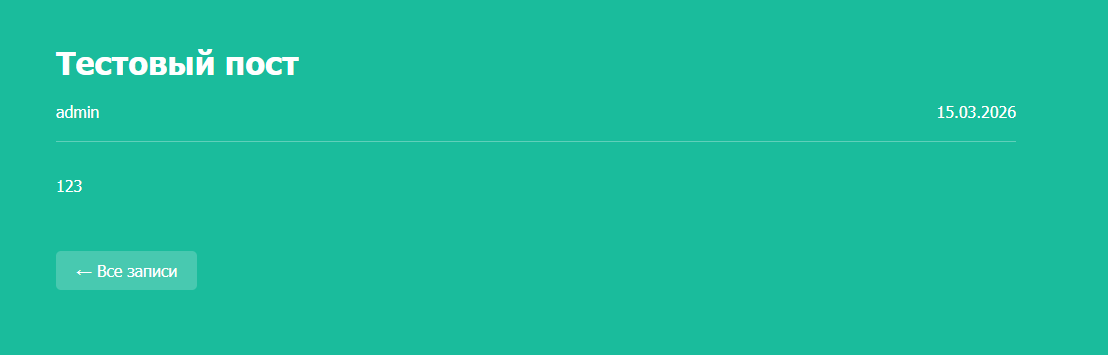 Тестовый пост
admin 15.03.2026
123
← Все записи